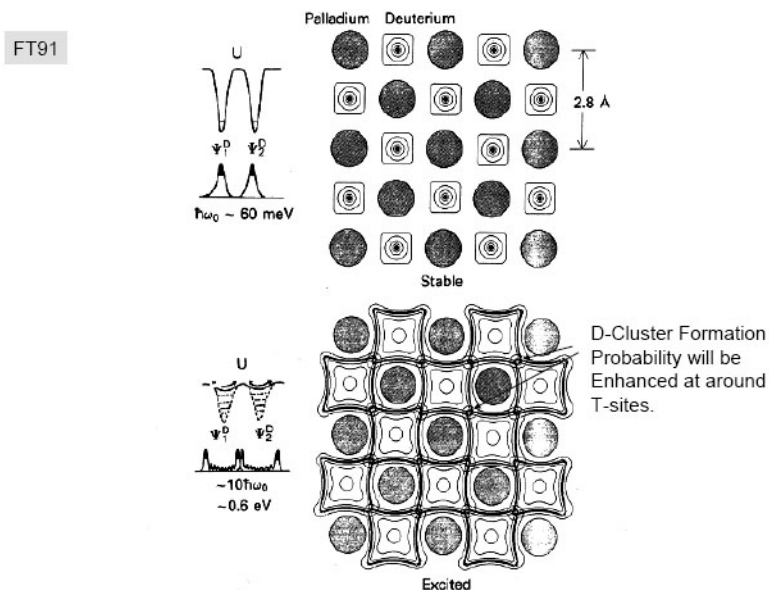 FT91
Palladium Deuterium
U
Ψ₁ᴰ Ψ₂ᴰ
ħω₀ ~ 60 meV
2.8 Å
Stable
D-Cluster Formation
Probability will be
Enhanced at around
T-sites.
U
Ψ₁ᴰ Ψ₂ᴰ
~10ħω₀
~0.6 eV
Excited